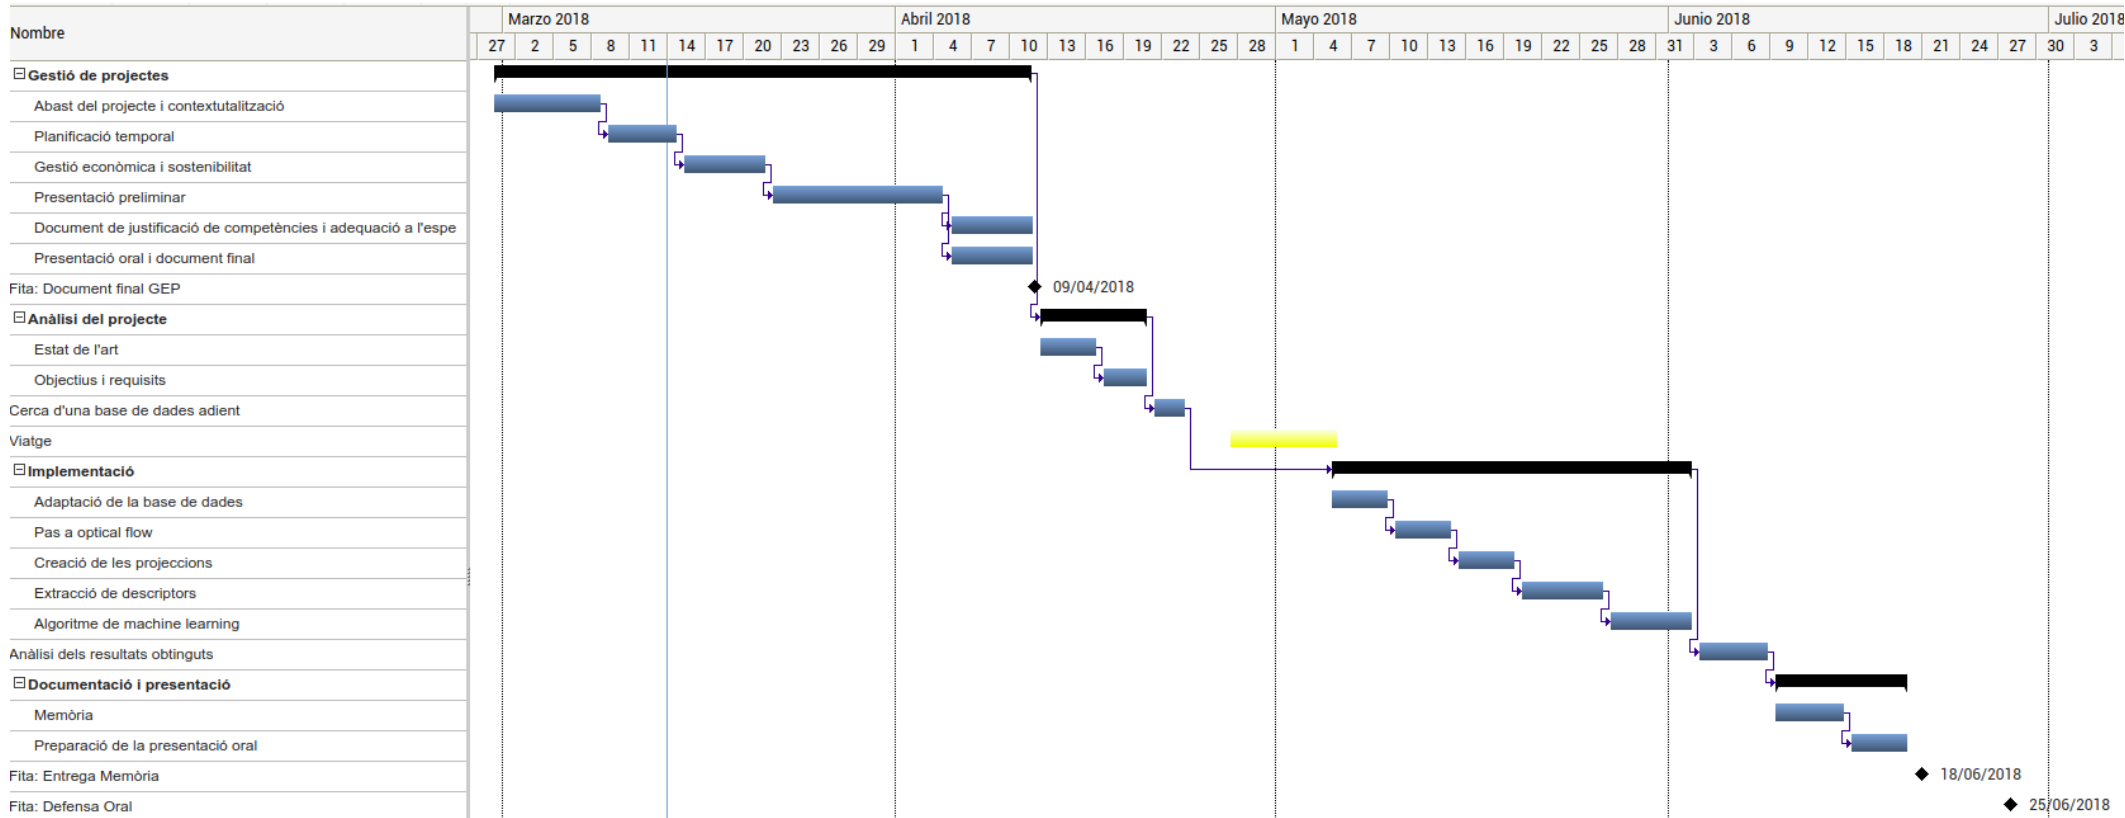 Nombre
Marzo 2018 Abril 2018 Mayo 2018 Junio 2018 Julio 2018
27 2 5 8 11 14 17 20 23 26 29 1 4 7 10 13 16 19 22 25 28 1 4 7 10 13 16 19 22 25 28 31 3 6 9 12 15 18 21 24 27 30 3
Gestió de projectes
Abast del projecte i contextutalització
Planificació temporal
Gestió econòmica i sostenibilitat
Presentació preliminar
Document de justificació de competències i adequació a l'espe
Presentació oral i document final
Fita: Document final GEP 09/04/2018
Anàlisi del projecte
Estat de l'art
Objectius i requisits
Cerca d'una base de dades adient
Viatge
Implementació
Adaptació de la base de dades
Pas a optical flow
Creació de les projeccions
Extracció de descriptors
Algoritme de machine learning
Anàlisi dels resultats obtinguts
Documentació i presentació
Memòria
Preparació de la presentació oral
Fita: Entrega Memòria 18/06/2018
Fita: Defensa Oral 25/06/2018